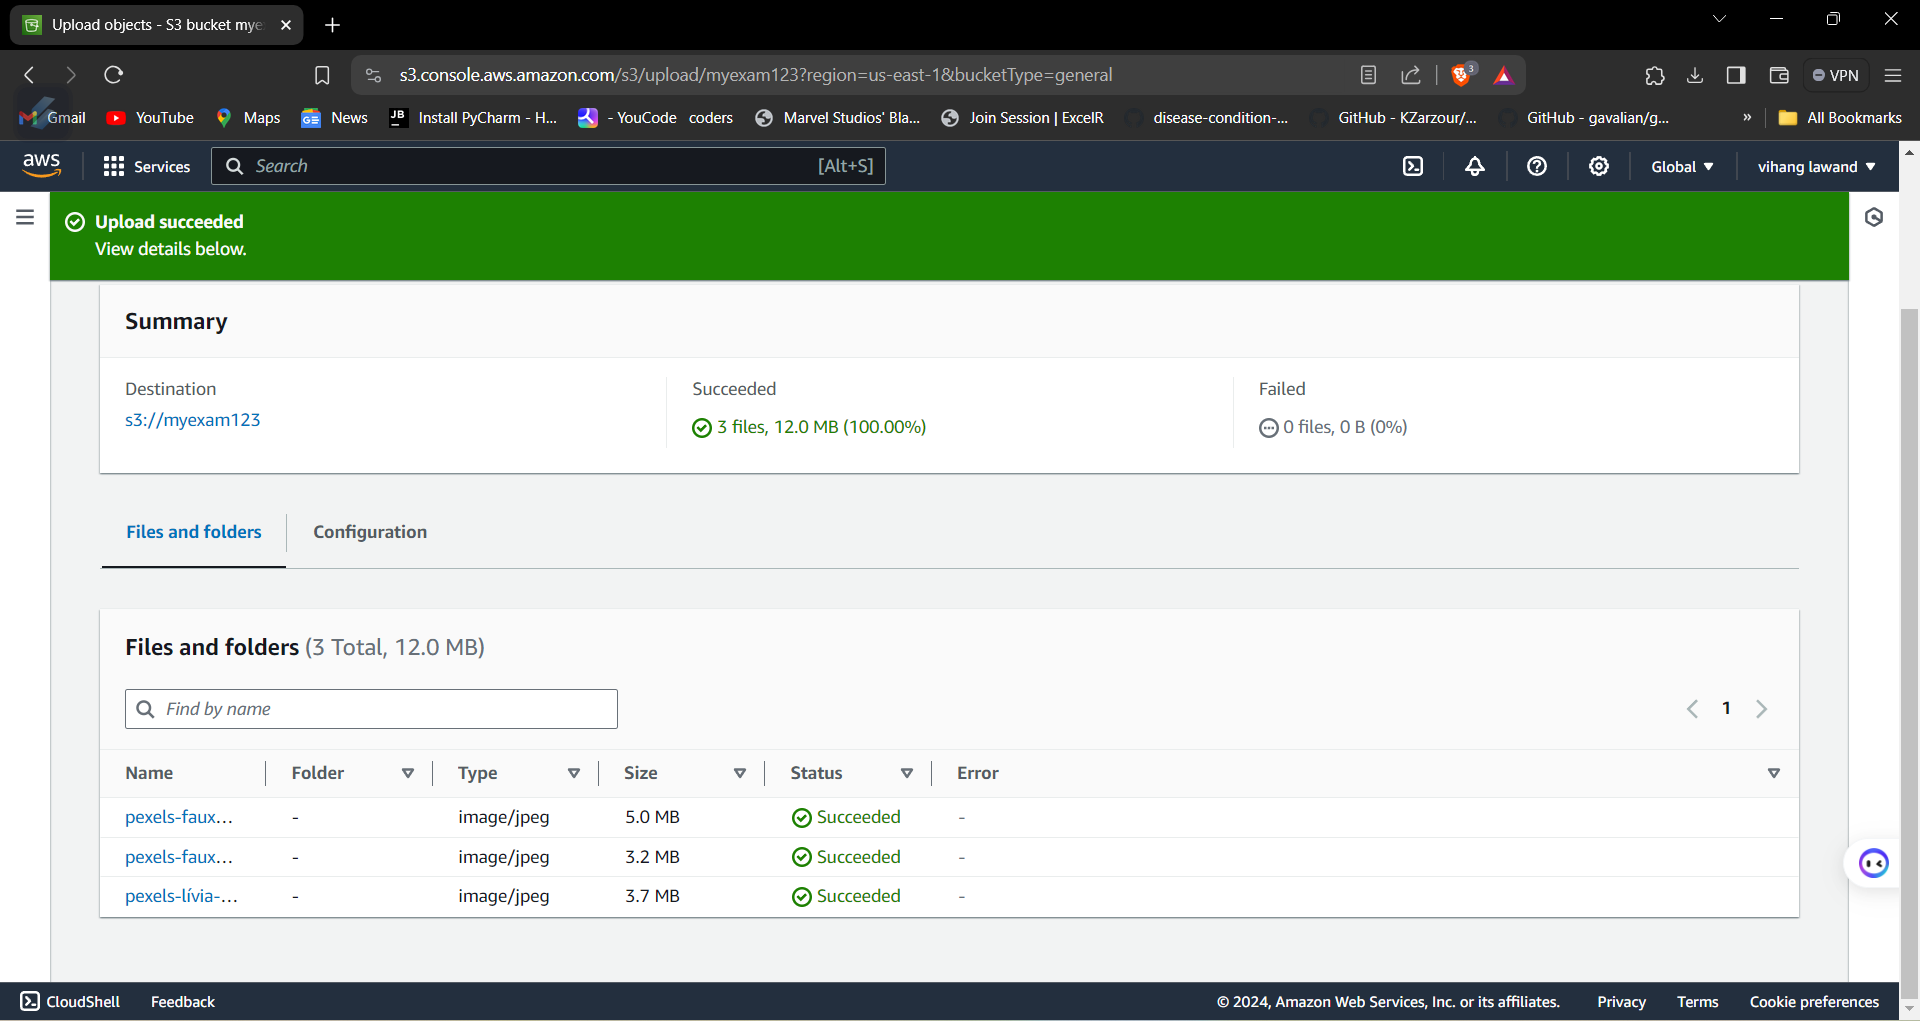 Upload objects - S3 bucket mye
s3.console.aws.amazon.com/s3/upload/myexam123?region=us-east-1&bucketType=general
3
VPN
Gmail YouTube Maps News Install PyCharm - H... - YouCode coders Marvel Studios' Bla... Join Session | ExcelR disease-condition-... GitHub - KZarzour/... GitHub - gavalian/g... » All Bookmarks
aws Services Search [Alt+S] Global vihang lawand
Upload succeeded
View details below.
Summary
Destination Succeeded Failed
s3://myexam123 3 files, 12.0 MB (100.00%) 0 files, 0 B (0%)
Files and folders Configuration
Files and folders (3 Total, 12.0 MB)
Find by name 1
Name Folder Type Size Status Error
pexels-faux... - image/jpeg 5.0 MB Succeeded -
pexels-faux... - image/jpeg 3.2 MB Succeeded -
pexels-lívia-... - image/jpeg 3.7 MB Succeeded -
CloudShell Feedback © 2024, Amazon Web Services, Inc. or its affiliates. Privacy Terms Cookie preferences